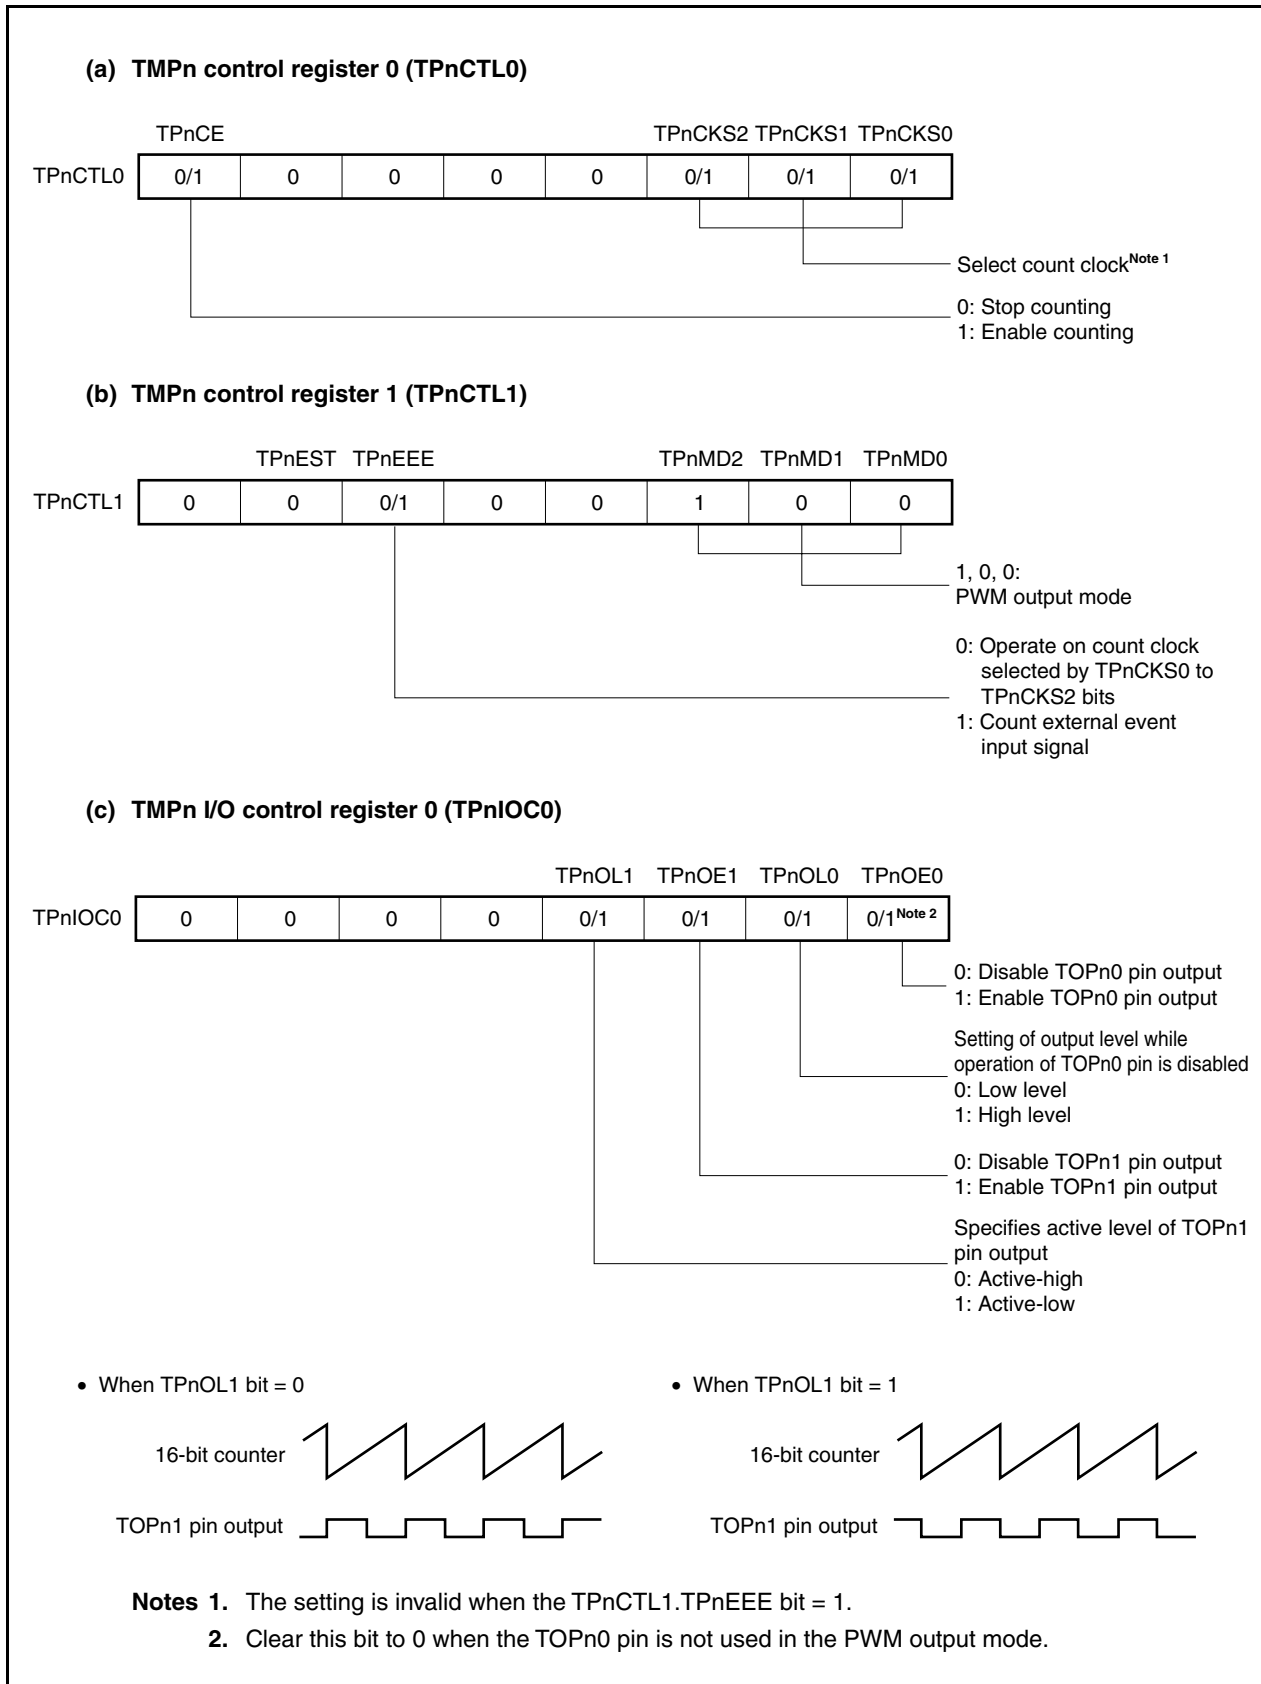 (a) TMPn control register 0 (TPnCTL0)
TPnCE TPnCKS2 TPnCKS1 TPnCKS0
TPnCTL0 0/1 0 0 0 0 0/1 0/1 0/1
Select count clock Note 1
0: Stop counting
1: Enable counting
(b) TMPn control register 1 (TPnCTL1)
TPnEST TPnEEE TPnMD2 TPnMD1 TPnMD0
TPnCTL1 0 0 0/1 0 0 1 0 0
1, 0, 0:
PWM output mode
0: Operate on count clock
selected by TPnCKS0 to
TPnCKS2 bits
1: Count external event
input signal
(c) TMPn I/O control register 0 (TPnIOC0)
TPnOL1 TPnOE1 TPnOL0 TPnOE0
TPnIOC0 0 0 0 0 0/1 0/1 0/1 0/1 Note 2
0: Disable TOPn0 pin output
1: Enable TOPn0 pin output
Setting of output level while
operation of TOPn0 pin is disabled
0: Low level
1: High level
0: Disable TOPn1 pin output
1: Enable TOPn1 pin output
Specifies active level of TOPn1
pin output
0: Active-high
1: Active-low
• When TPnOL1 bit = 0
16-bit counter
TOPn1 pin output
• When TPnOL1 bit = 1
16-bit counter
TOPn1 pin output
Notes 1. The setting is invalid when the TPnCTL1.TPnEEE bit = 1.
2. Clear this bit to 0 when the TOPn0 pin is not used in the PWM output mode.